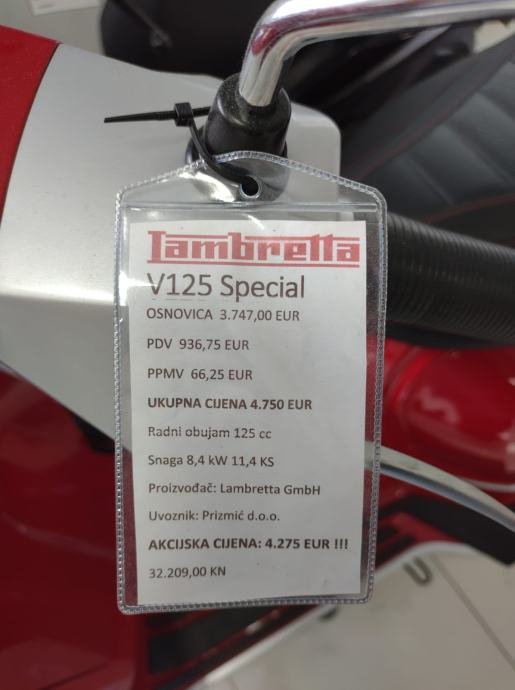 Lambretta
V125 Special
OSNOVICA 3.747,00 EUR
PDV 936,75 EUR
PPMV 66,25 EUR
UKUPNA CIJENA 4.750 EUR
Radni obujam 125 cc
Snaga 8,4 kW 11,4 KS
Proizvođač: Lambretta GmbH
Uvoznik: Prizmić d.o.o.
AKCIJSKA CIJENA: 4.275 EUR !!!
32.209,00 KN